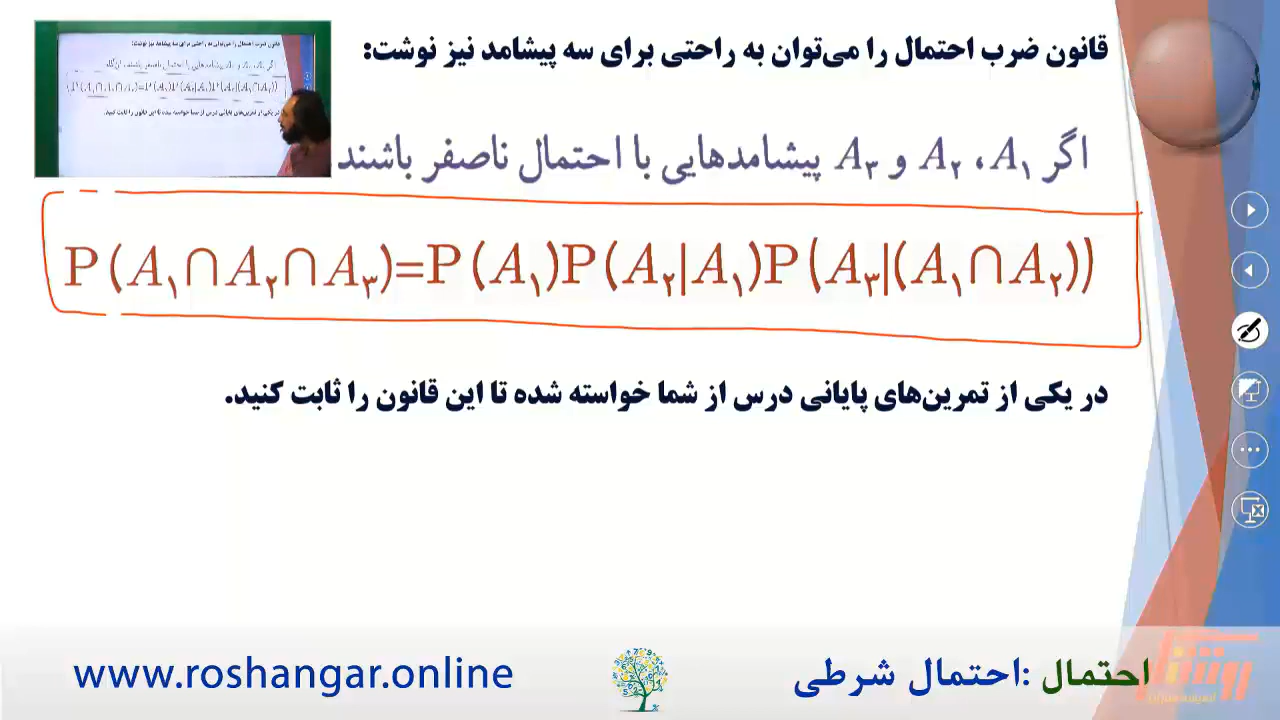 قانون ضرب احتمال را می‌توان به راحتی برای سه پیشامد نیز نوشت:
اگر A۱، A۲ و A۳ پیشامدهایی با احتمال ناصفر باشند
P(A۱∩A۲∩A۳)=P(A۱)P(A۲|A۱)P(A۳|(A۱∩A۲))
در یکی از تمرین‌های پایانی درس از شما خواسته شده تا این قانون را ثابت کنید.
احتمال: احتمال شرطی
www.roshangar.online